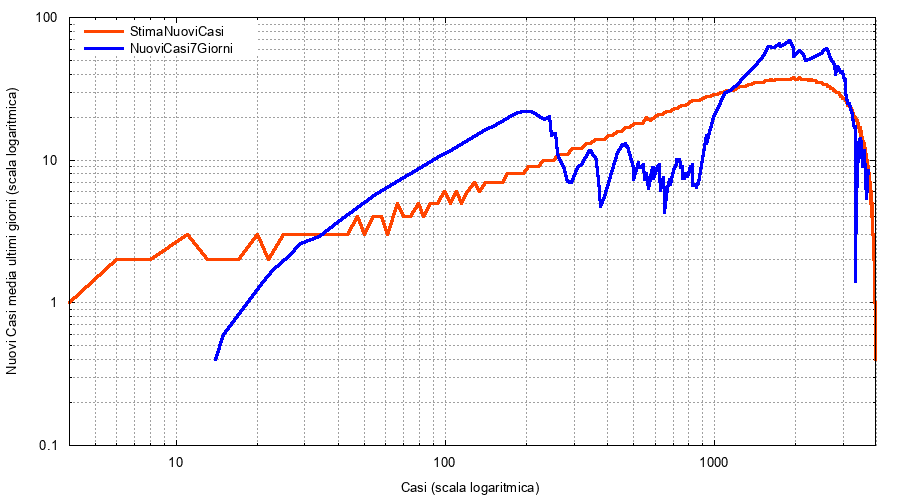 100
StimaNuoviCasi
NuoviCasi7Giorni
10
1
0.1
10
100
1000
Nuovi Casi media ultimi giorni (scala logaritmica)
Casi (scala logaritmica)